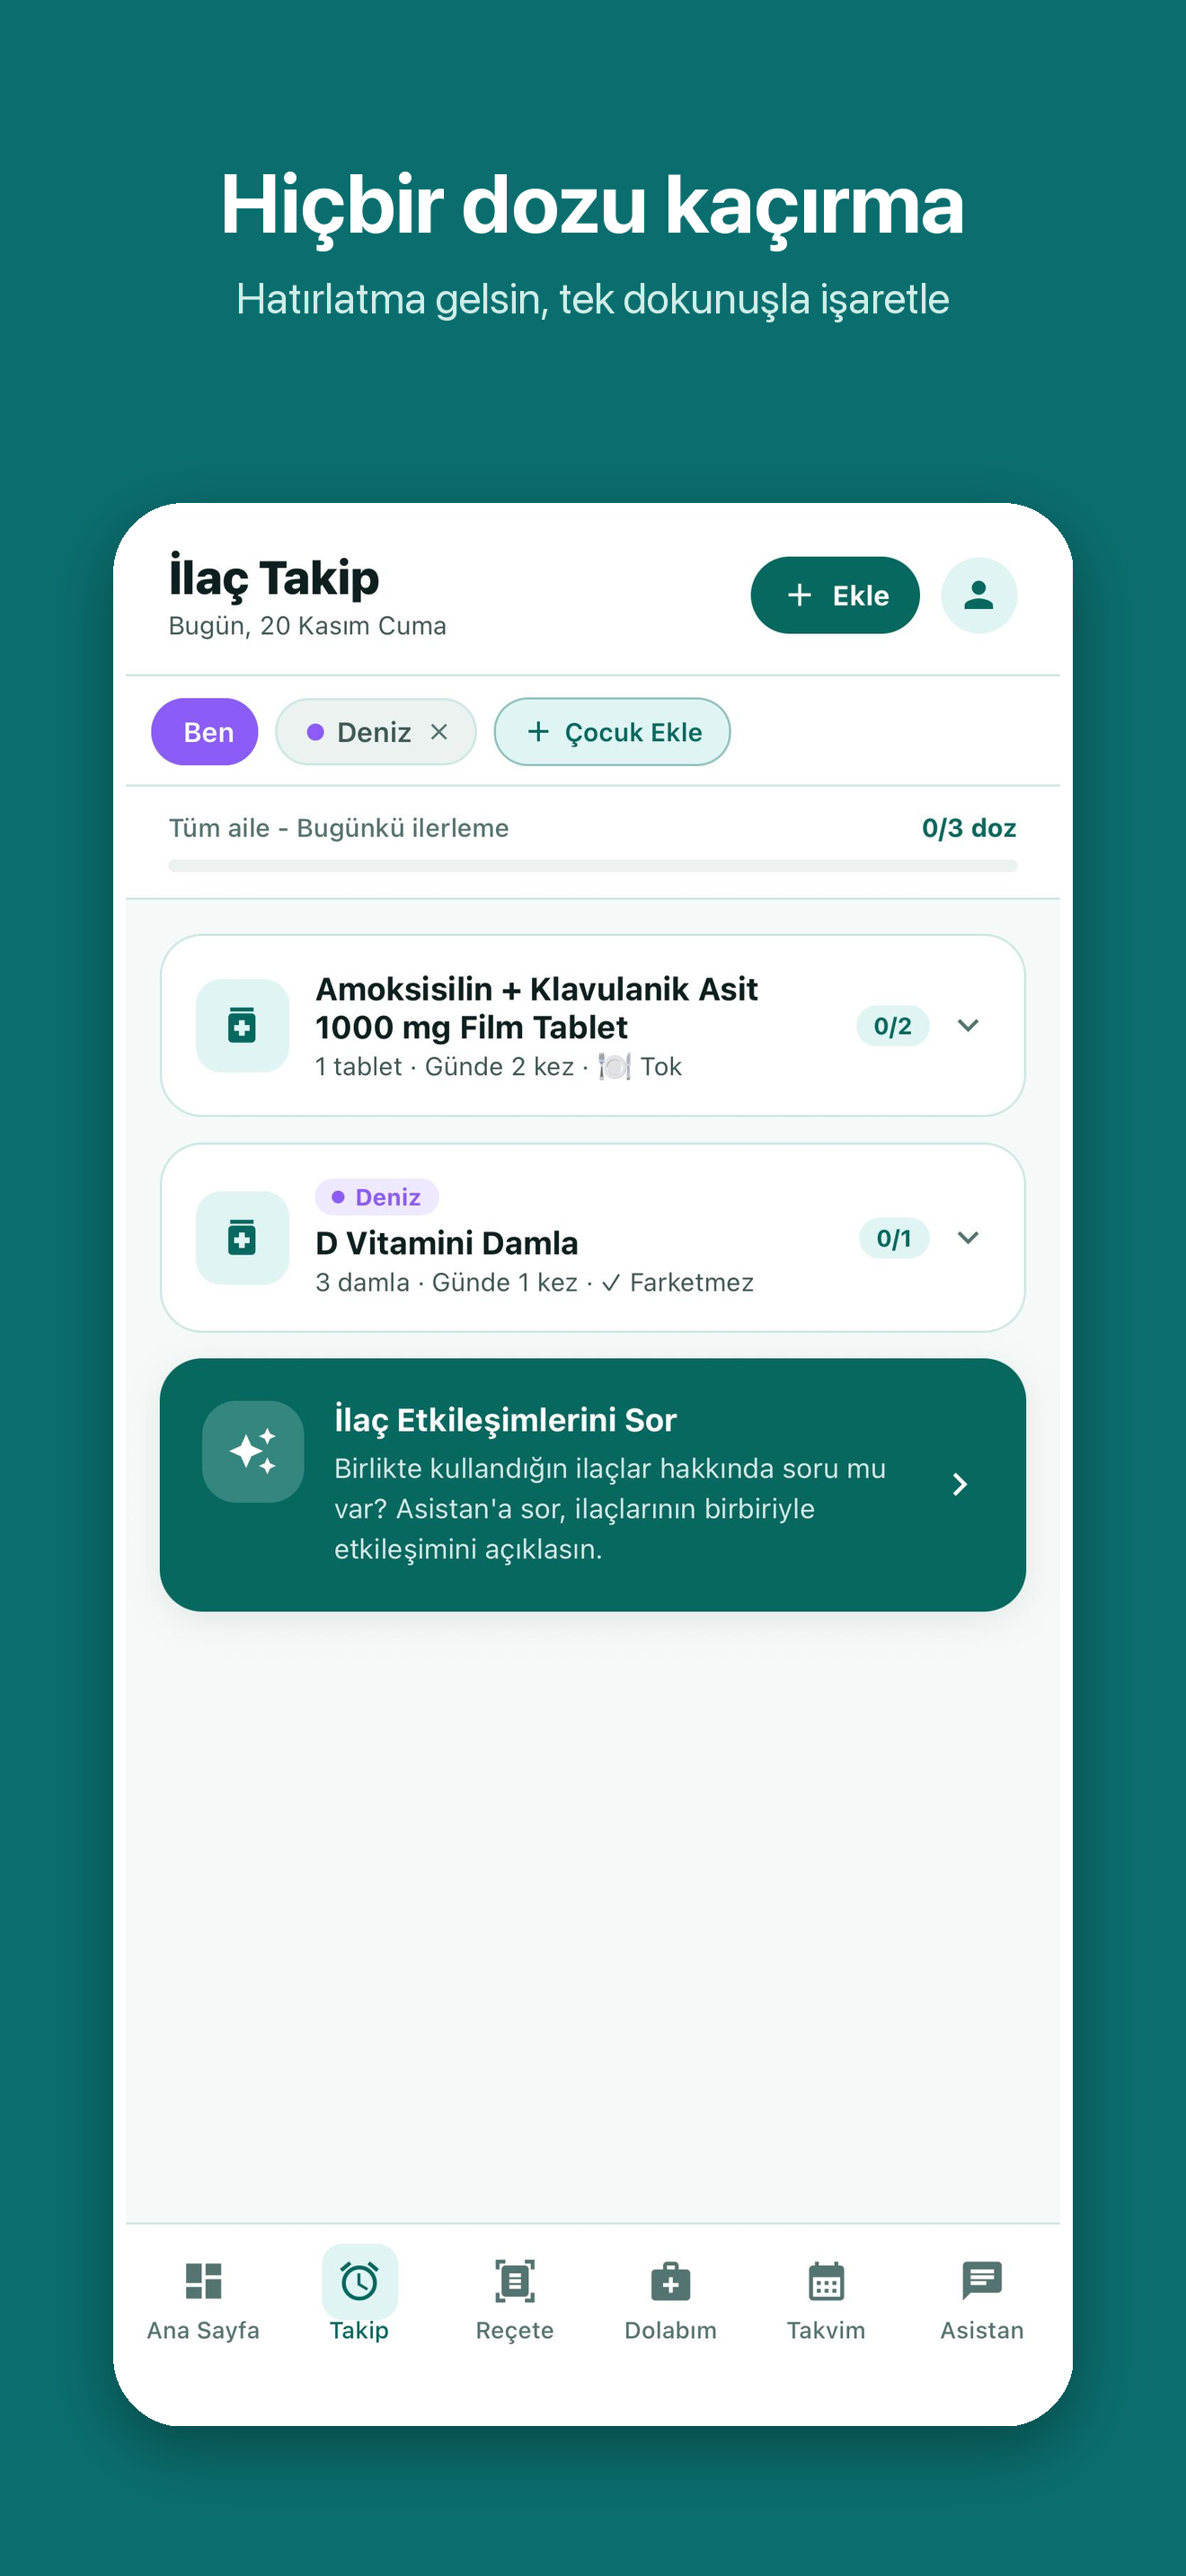 Hiçbir dozu kaçırma
Hatırlatma gelsin, tek dokunuşla işaretle
İlaç Takip
Bugün, 20 Kasım Cuma
+ Ekle
Ben
Deniz ×
+ Çocuk Ekle
Tüm aile - Bugünkü ilerleme
0/3 doz
Amoksisilin + Klavulanik Asit
1000 mg Film Tablet
1 tablet · Günde 2 kez · 🍽️ Tok
0/2
Deniz
D Vitamini Damla
3 damla · Günde 1 kez · ✓ Farketmez
0/1
İlaç Etkileşimlerini Sor
Birlikte kullandığın ilaçlar hakkında soru mu
var? Asistan'a sor, ilaçlarının birbiriyle
etkileşimini açıklasın.
Ana Sayfa
Takip
Reçete
Dolabım
Takvim
Asistan